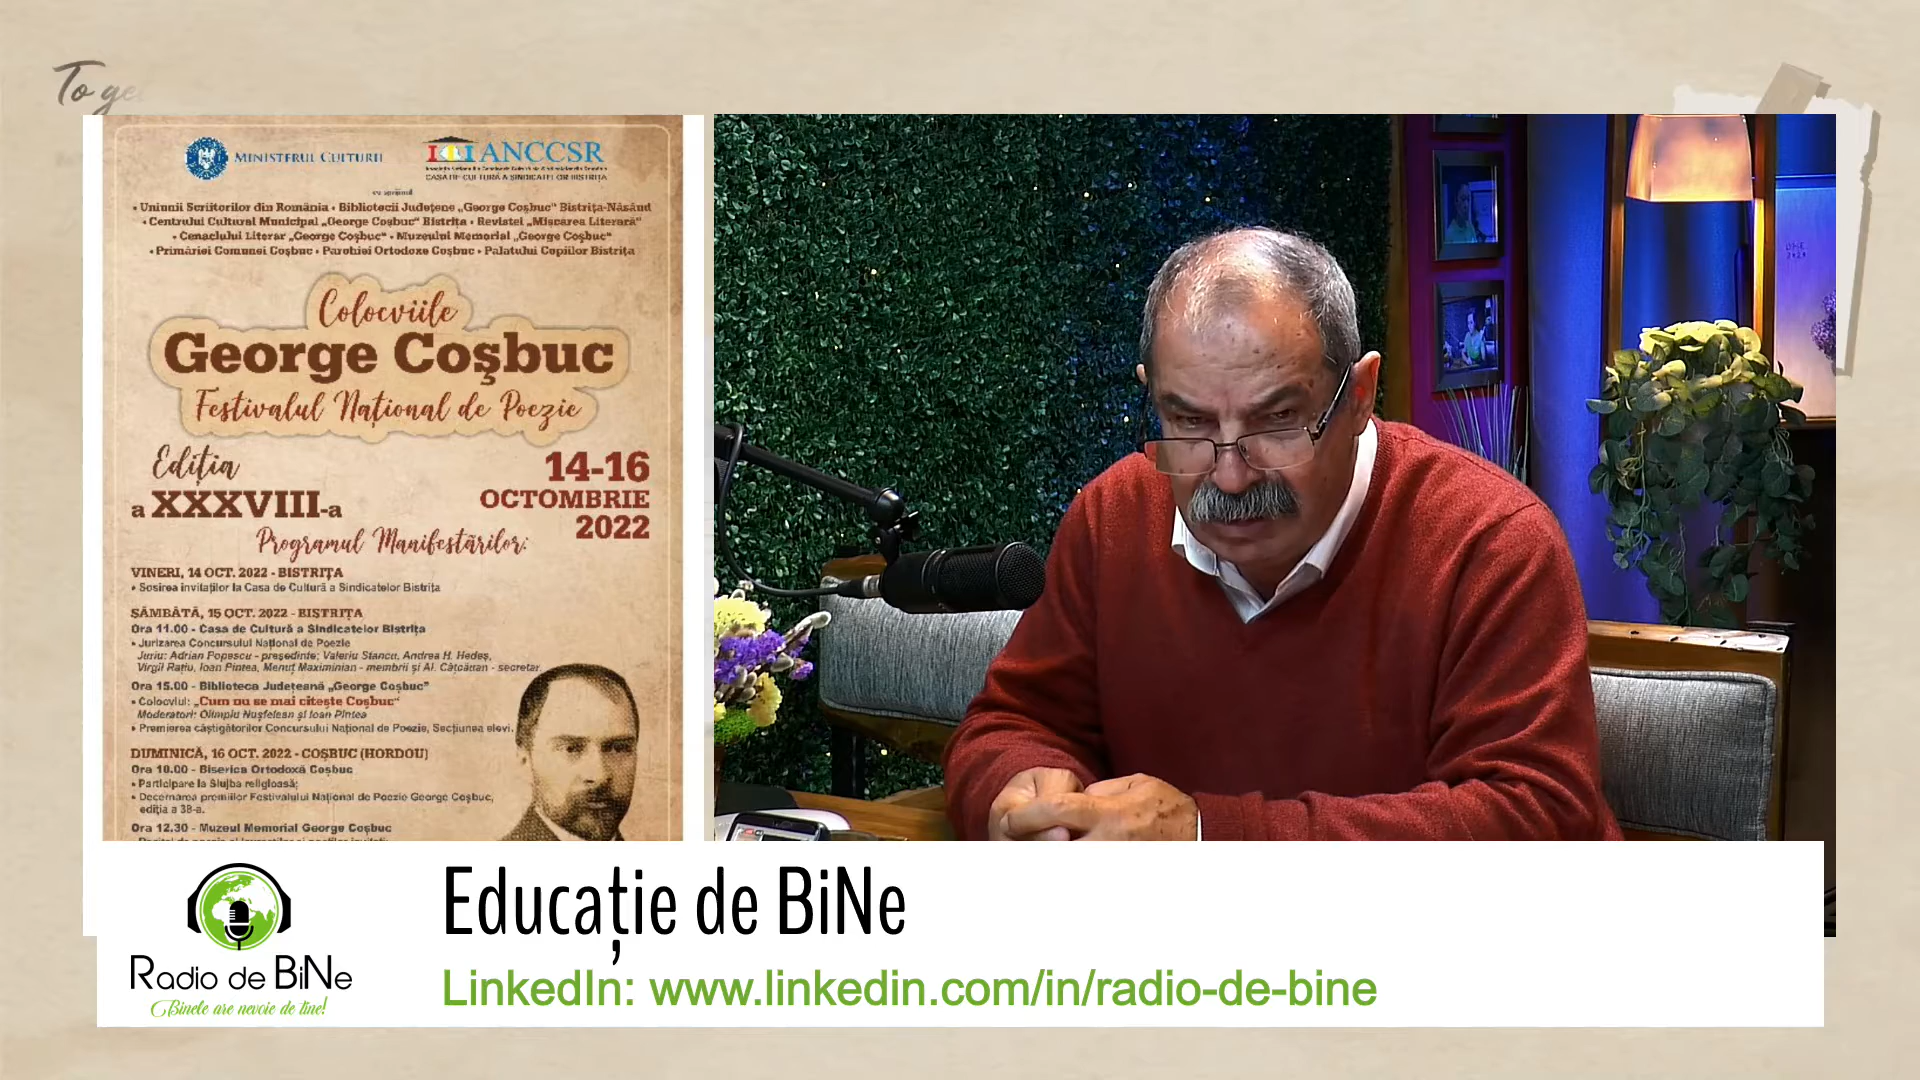 To ge
MINISTERUL CULTURII
ANCCSR
CASA DE CULTURĂ A SINDICATELOR BISTRIȚA
cu sprijinul
• Uniunii Scriitorilor din România • Bibliotecii Județene „George Coșbuc" Bistrița-Năsăud
• Centrului Cultural Municipal „George Coșbuc" Bistrița • Revistei „Mișcarea Literară"
• Cenaclului Literar „George Coșbuc" • Muzeului Memorial „George Coșbuc"
• Primăriei Comunei Coșbuc • Parohiei Ortodoxe Coșbuc • Palatului Copiilor Bistrița
Colocviile
George Coșbuc
Festivalul Național de Poezie
Ediția
a XXXVIII-a
14-16
OCTOMBRIE
2022
Programul Manifestărilor:
VINERI, 14 OCT. 2022 - BISTRIȚA
• Sosirea invitaților la Casa de Cultură a Sindicatelor Bistrița
SÂMBĂTĂ, 15 OCT. 2022 - BISTRIȚA
Ora 11.00 - Casa de Cultură a Sindicatelor Bistrița
• Jurizarea Concursului Național de Poezie
Juriu: Adrian Popescu - președinte; Valeriu Stancu, Andrea H. Hedeș,
Virgil Rațiu, Ioan Pintea, Menuț Maximinian - membrii și Al. Câțcăuan - secretar.
Ora 15.00 - Biblioteca Județeană „George Coșbuc"
• Colocviul: „Cum nu se mai citește Coșbuc"
Moderatori: Olimpiu Nușfelean și Ioan Pintea
• Premierea câștigătorilor Concursului Național de Poezie, Secțiunea elevi.
DUMINICĂ, 16 OCT. 2022 - COȘBUC (HORDOU)
Ora 10.00 - Biserica Ortodoxă Coșbuc
• Participare la Slujba religioasă;
• Decernarea premiilor Festivalului Național de Poezie George Coșbuc,
ediția a 38-a.
Ora 12.30 - Muzeul Memorial George Coșbuc
Educație de BiNe
LinkedIn: www.linkedin.com/in/radio-de-bine
Radio de BiNe
Binele are nevoie de tine!